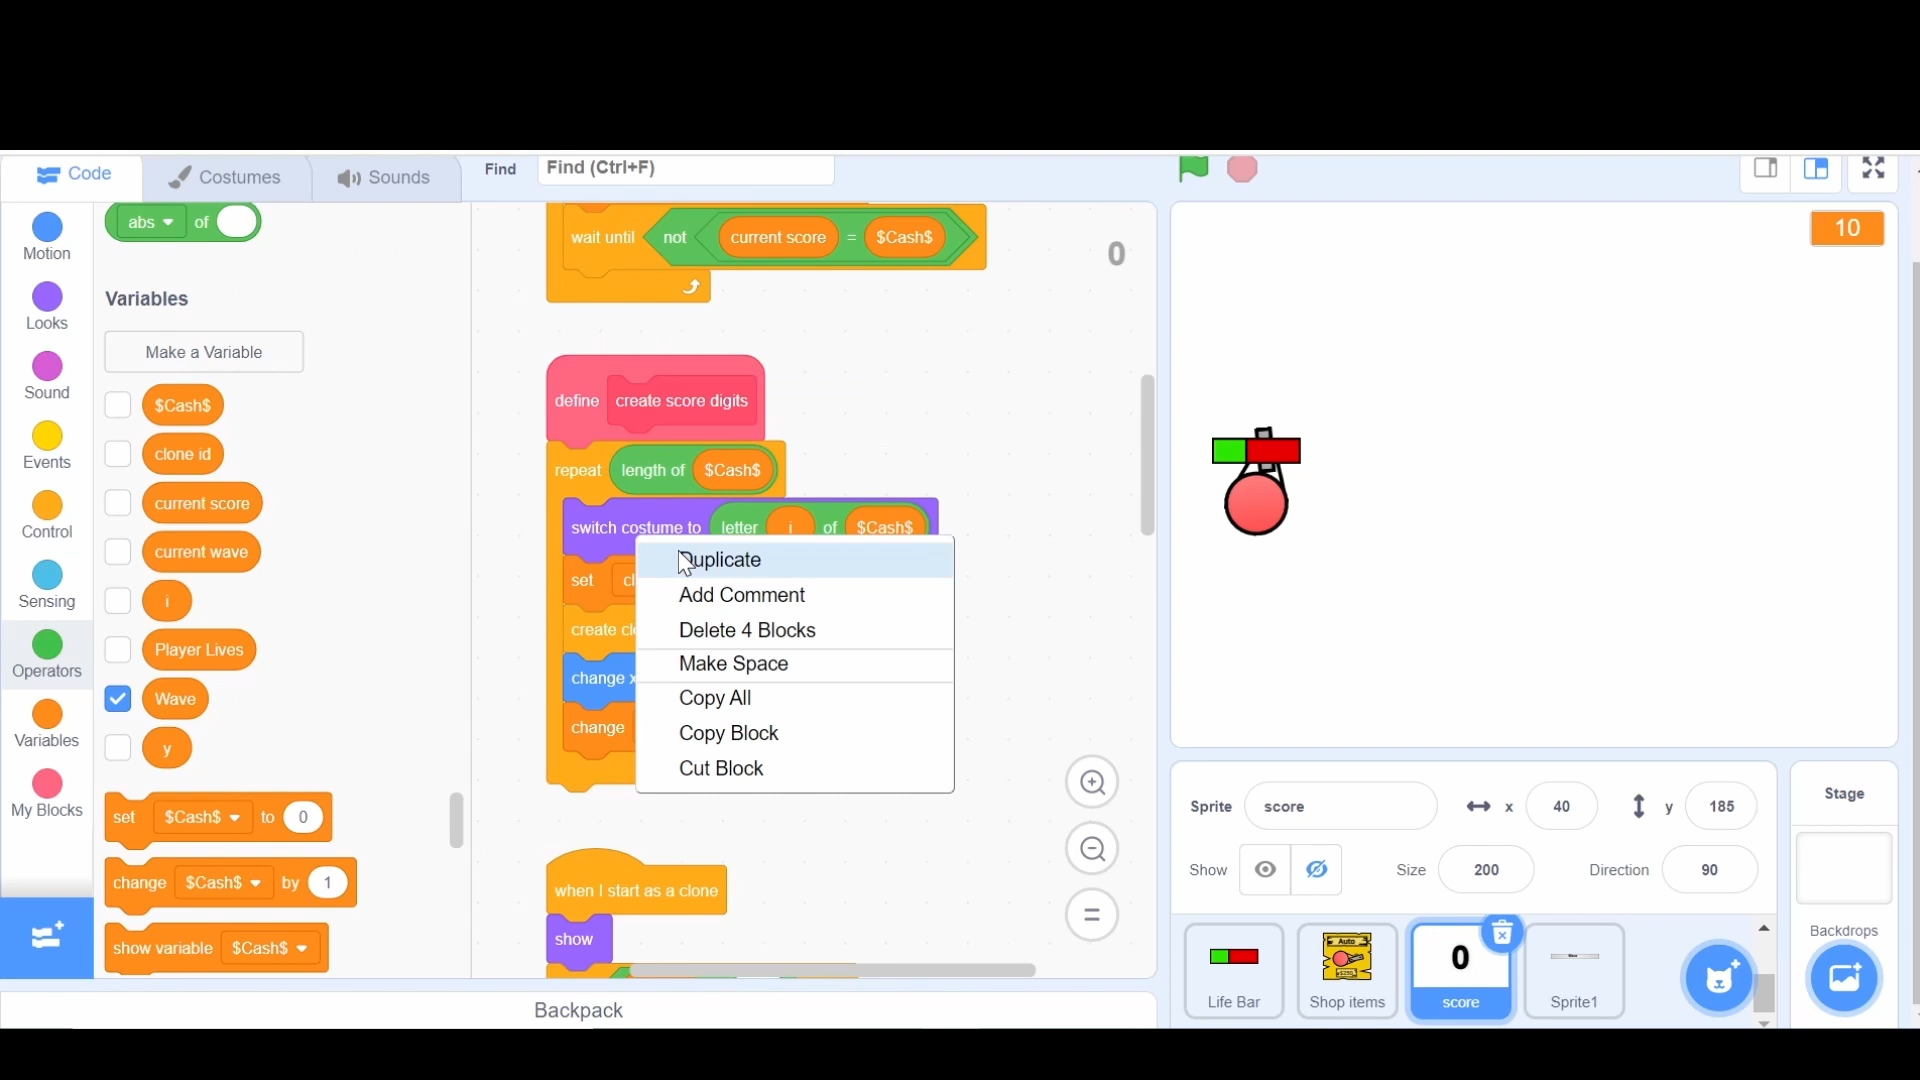 Code
Costumes
Sounds
Find
Find (Ctrl+F)
Motion
Looks
Sound
Events
Control
Sensing
Operators
Variables
My Blocks
abs of
Variables
Make a Variable
$Cash$
clone id
current score
current wave
i
Player Lives
Wave
y
set $Cash$ to 0
change $Cash$ by 1
show variable $Cash$
wait until not current score = $Cash$
0
define create score digits
repeat length of $Cash$
switch costume to letter i of $Cash$
set cl
create cl
change x
change
Duplicate
Add Comment
Delete 4 Blocks
Make Space
Copy All
Copy Block
Cut Block
when I start as a clone
show
Backpack
10
Sprite score x 40 y 185
Show Size 200 Direction 90
Auto
0
Life Bar
Shop items
score
Sprite1
Stage
Backdrops